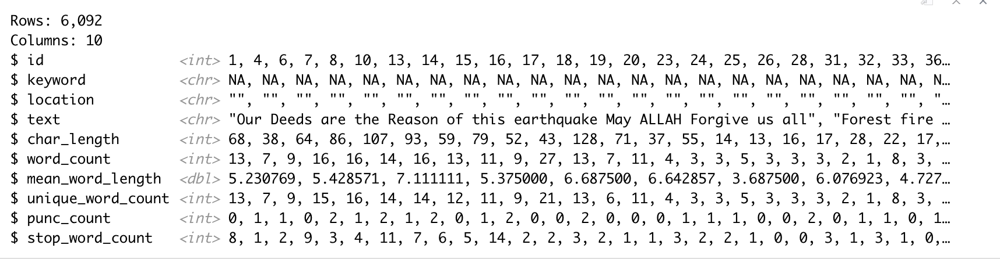 Rows: 6,092
Columns: 10
$ id                <int> 1, 4, 6, 7, 8, 10, 13, 14, 15, 16, 17, 18, 19, 20, 23, 24, 25, 26, 28, 31, 32, 33, 36…
$ keyword           <chr> NA, NA, NA, NA, NA, NA, NA, NA, NA, NA, NA, NA, NA, NA, NA, NA, NA, NA, NA, NA, NA, N…
$ location          <chr> "", "", "", "", "", "", "", "", "", "", "", "", "", "", "", "", "", "", "", "", "", "…
$ text              <chr> "Our Deeds are the Reason of this earthquake May ALLAH Forgive us all", "Forest fire …
$ char_length       <int> 68, 38, 64, 86, 107, 93, 59, 79, 52, 43, 128, 71, 37, 55, 14, 13, 16, 17, 28, 22, 17,…
$ word_count        <int> 13, 7, 9, 16, 16, 14, 16, 13, 11, 9, 27, 13, 7, 11, 4, 3, 3, 5, 3, 3, 3, 2, 1, 8, 3, …
$ mean_word_length  <dbl> 5.230769, 5.428571, 7.111111, 5.375000, 6.687500, 6.642857, 3.687500, 6.076923, 4.727…
$ unique_word_count <int> 13, 7, 9, 15, 16, 14, 14, 12, 11, 9, 21, 13, 6, 11, 4, 3, 3, 5, 3, 3, 3, 2, 1, 8, 3, …
$ punc_count        <int> 0, 1, 1, 0, 2, 1, 2, 1, 2, 0, 1, 2, 0, 0, 2, 0, 0, 0, 1, 1, 1, 0, 0, 2, 0, 1, 1, 0, 1…
$ stop_word_count   <int> 8, 1, 2, 9, 3, 4, 11, 7, 6, 5, 14, 2, 2, 3, 2, 1, 1, 3, 2, 2, 1, 0, 0, 3, 1, 3, 1, 0,…